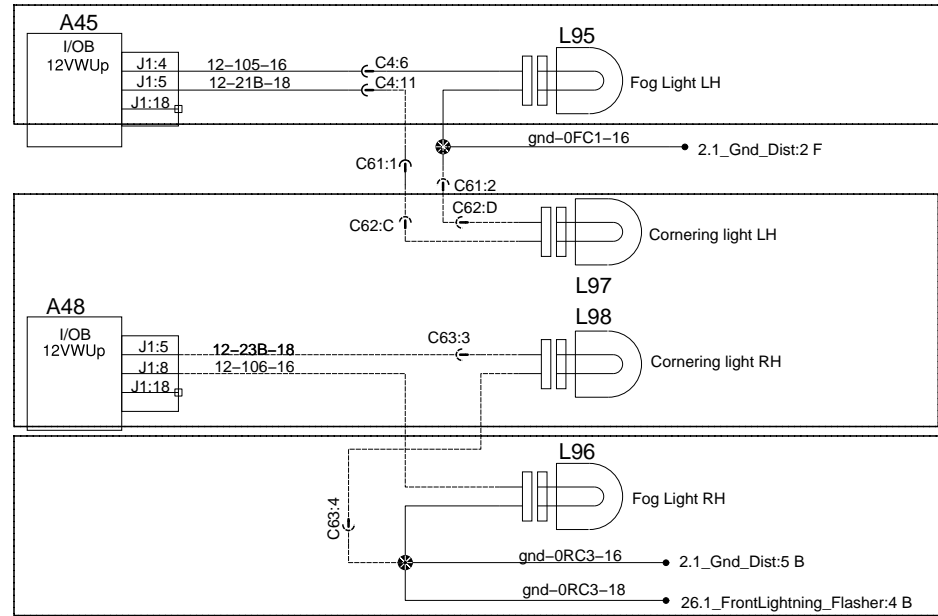 A45
I/OB
12VWUp
J1:4
12–105–16
C4:6
J1:5
12–21B–18
C4:11
J1:18
L95
Fog Light LH
gnd–0FC1–16
2.1_Gnd_Dist:2 F
C61:1
C61:2
C62:D
C62:C
Cornering light LH
L97
A48
I/OB
12VWUp
J1:5
12–23B–18
C63:3
J1:8
12–106–16
J1:18
L98
Cornering light RH
L96
Fog Light RH
C63:4
gnd–0RC3–16
2.1_Gnd_Dist:5 B
gnd–0RC3–18
26.1_FrontLightning_Flasher:4 B